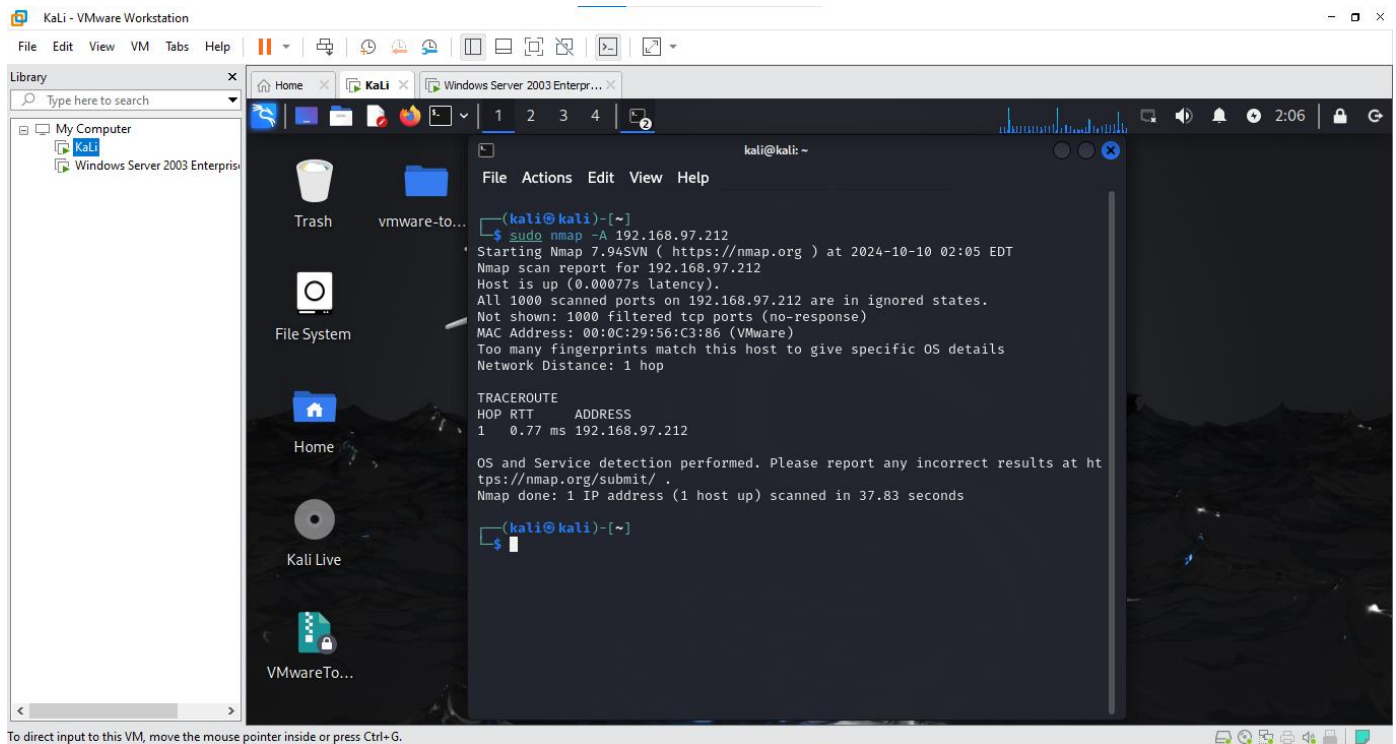 KaLi - VMware Workstation
File Edit View VM Tabs Help
Library
Type here to search
My Computer
KaLi
Windows Server 2003 Enterpris
Home
KaLi
Windows Server 2003 Enterpr...
1 2 3 4
2
2:06
Trash
vmware-to...
File System
Home
Kali Live
VMwareTo...
kali@kali: ~
File Actions Edit View Help
┌──(kali㉿kali)-[~]
└─$ sudo nmap -A 192.168.97.212
Starting Nmap 7.94SVN ( https://nmap.org ) at 2024-10-10 02:05 EDT
Nmap scan report for 192.168.97.212
Host is up (0.00077s latency).
All 1000 scanned ports on 192.168.97.212 are in ignored states.
Not shown: 1000 filtered tcp ports (no-response)
MAC Address: 00:0C:29:56:C3:86 (VMware)
Too many fingerprints match this host to give specific OS details
Network Distance: 1 hop
TRACEROUTE
HOP RTT     ADDRESS
1   0.77 ms 192.168.97.212
OS and Service detection performed. Please report any incorrect results at ht
tps://nmap.org/submit/ .
Nmap done: 1 IP address (1 host up) scanned in 37.83 seconds
┌──(kali㉿kali)-[~]
└─$
To direct input to this VM, move the mouse pointer inside or press Ctrl+G.